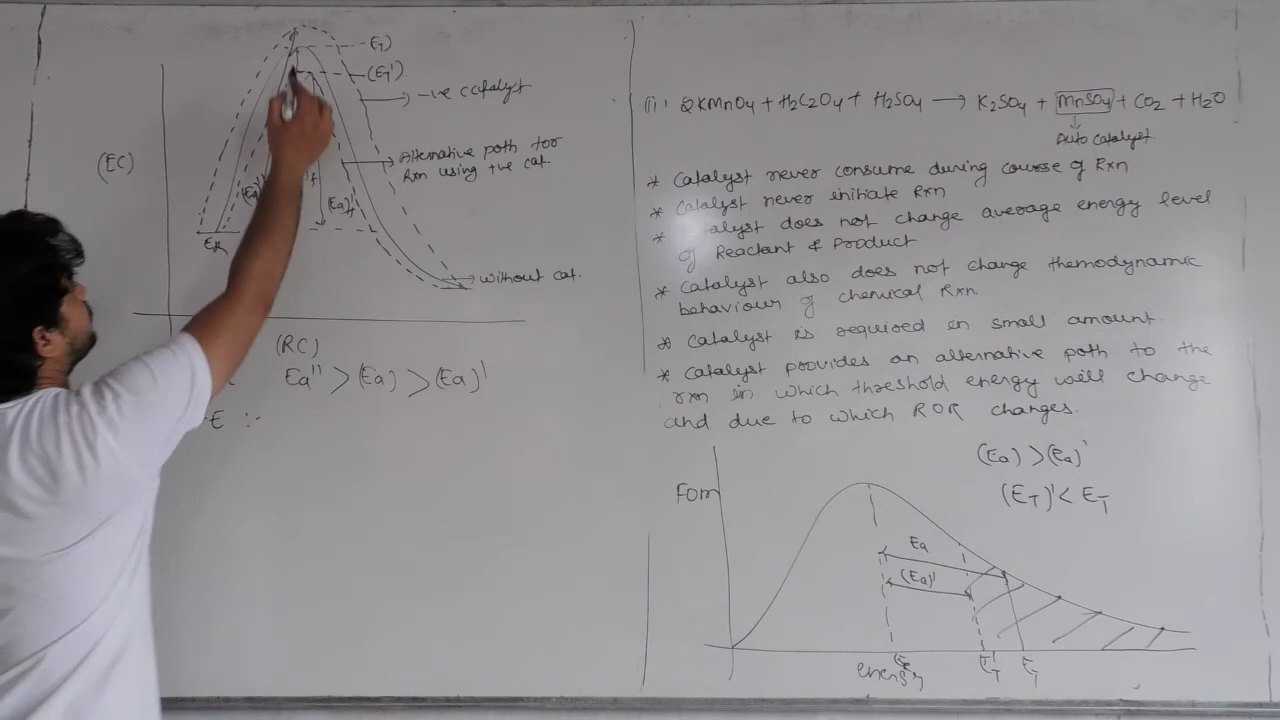 (ET)
(ET')
-ve catalyst
(EC)
Alternative path for
Rxn using +ve cat.
(Ea)'f
ER
without cat.
(RC)
Ea'' > (Ea) > (Ea)'
E :-
(ii) 2KMnO4 + H2C2O4 + H2SO4 → K2SO4 + MnSO4 + CO2 + H2O
Auto catalyst
* Catalyst never consume during course of Rxn
* Catalyst never initiate Rxn
* does not change average energy level
of Reactant & Product
* Catalyst also does not change themodynamic
behaviour of chemical Rxn.
* Catalyst is required in small amount.
* Catalyst provides an alternative path to the
rxn in which threshold energy will change
and due to which ROR changes.
(Ea) > (Ea)'
(ET)' < ET
Fom
Ea
(Ea)'
energy
E'T
ET